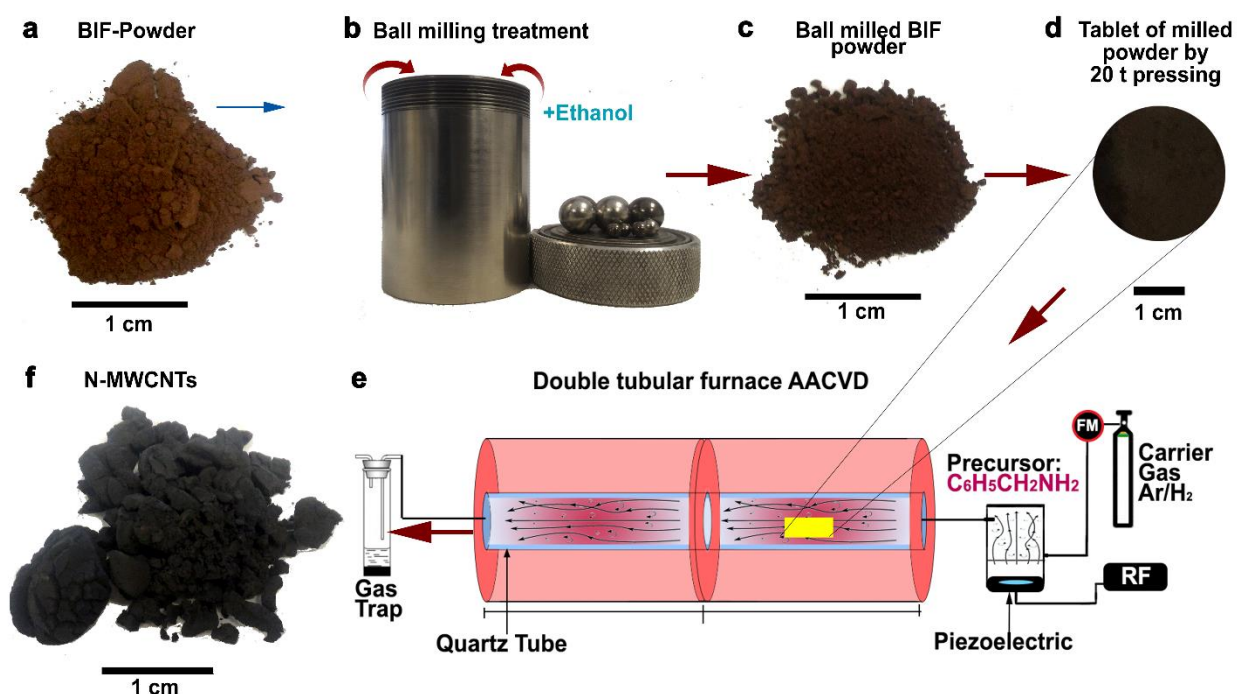 a
BIF-Powder
1 cm
b
Ball milling treatment
+Ethanol
c
Ball milled BIF
powder
1 cm
d
Tablet of milled
powder by
20 t pressing
1 cm
f
N-MWCNTs
1 cm
e
Double tubular furnace AACVD
Gas
Trap
Quartz Tube
Precursor:
C₆H₅CH₂NH₂
FM
Carrier
Gas
Ar/H₂
RF
Piezoelectric